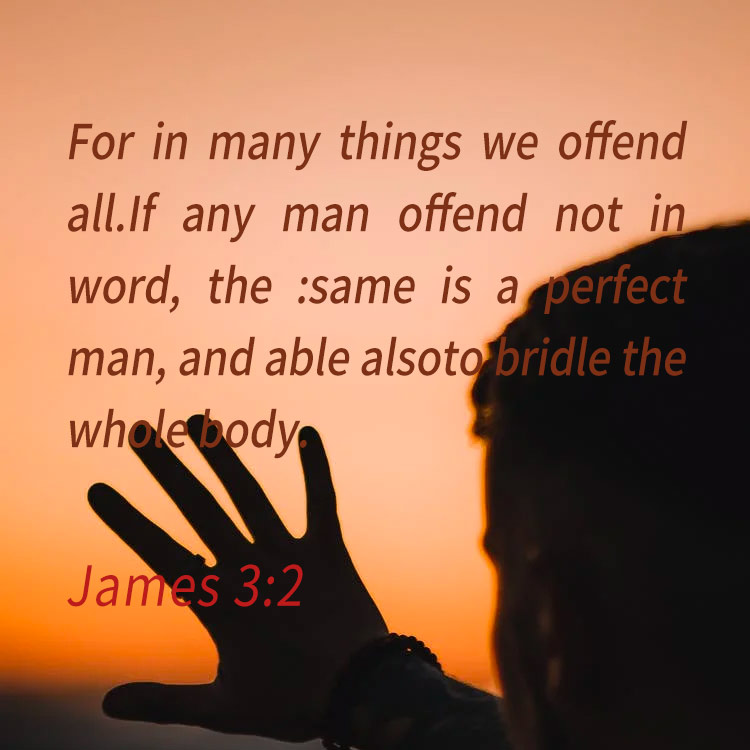 For in many things we offend
all.If any man offend not in
word, the :same is a perfect
man, and able alsoto bridle the
whole body.
James 3:2